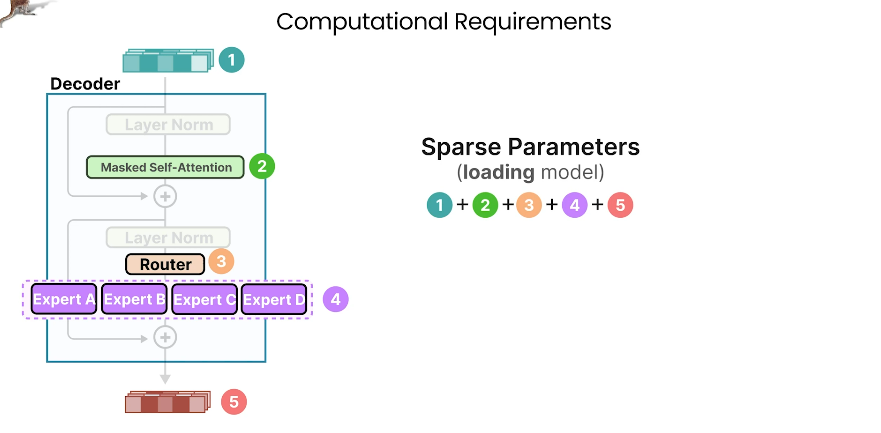 Computational Requirements
1
Decoder
Layer Norm
Masked Self-Attention 2
+
Layer Norm
Router 3
Expert A Expert B Expert C Expert D 4
+
5
Sparse Parameters
(loading model)
1 + 2 + 3 + 4 + 5